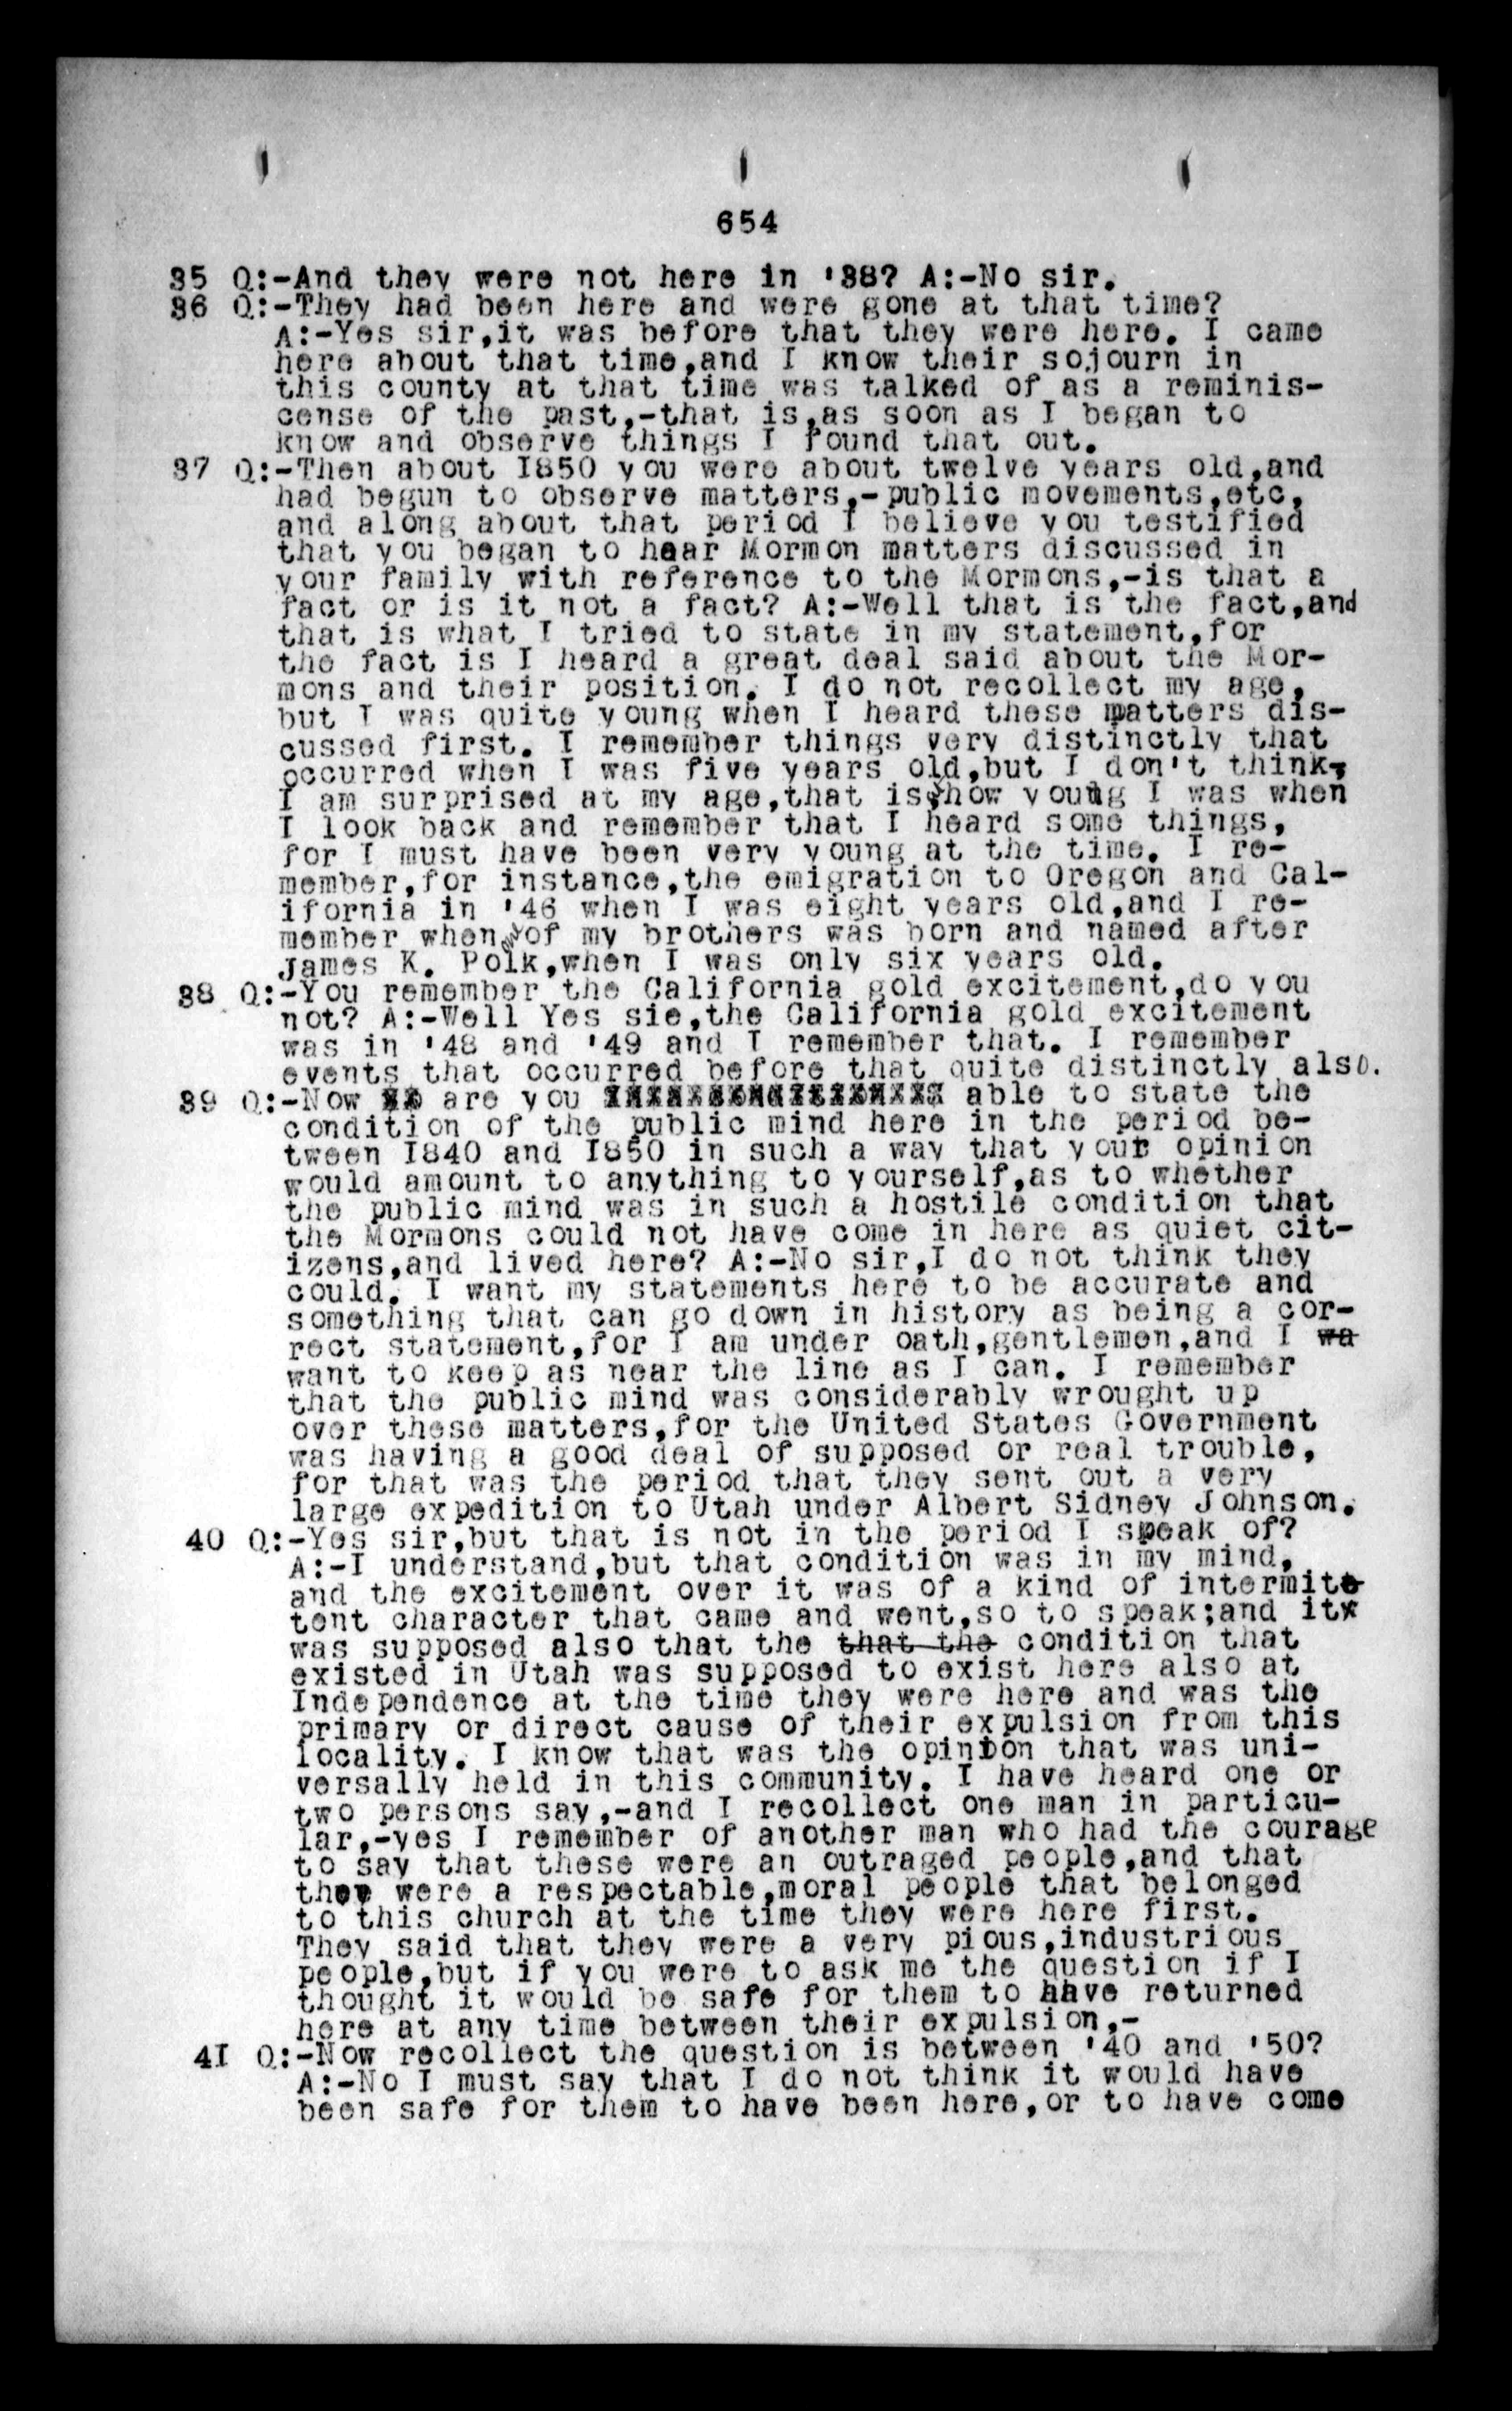 654
35 Q:-And they were not here in '38? A:-No sir.
36 Q:-They had been here and were gone at that time?
A:-Yes sir,it was before that they were here. I came
here about that time,and I know their sojourn in
this county at that time was talked of as a reminis-
cense of the past,-that is,as soon as I began to
know and observe things I found that out.
37 Q:-Then about I850 you were about twelve years old,and
had begun to observe matters,-public movements,etc,
and along about that period I believe you testified
that you began to hear Mormon matters discussed in
your family with reference to the Mormons,-is that a
fact or is it not a fact? A:-Well that is the fact,and
that is what I tried to state in my statement,for
the fact is I heard a great deal said about the Mor-
mons and their position. I do not recollect my age,
but I was quite young when I heard these matters dis-
cussed first. I remember things very distinctly that
occurred when I was five years old,but I don't think,
I am surprised at my age,that is,how young I was when
I look back and remember that I heard some things,
for I must have been very young at the time. I re-
member,for instance,the emigration to Oregon and Cal-
ifornia in '46 when I was eight years old,and I re-
member when one of my brothers was born and named after
James K. Polk,when I was only six years old.
38 Q:-You remember the California gold excitement,do you
not? A:-Well Yes sie,the California gold excitement
was in '48 and '49 and I remember that. I remember
events that occurred before that quite distinctly also.
39 Q:-Now are you able to state the
condition of the public mind here in the period be-
tween I840 and I850 in such a way that your opinion
would amount to anything to yourself,as to whether
the public mind was in such a hostile condition that
the Mormons could not have come in here as quiet cit-
izens,and lived here? A:-No sir,I do not think they
could. I want my statements here to be accurate and
something that can go down in history as being a cor-
rect statement,for I am under oath,gentlemen,and I wa
want to keep as near the line as I can. I remember
that the public mind was considerably wrought up
over these matters,for the United States Government
was having a good deal of supposed or real trouble,
for that was the period that they sent out a very
large expedition to Utah under Albert Sidney Johnson.
40 Q:-Yes sir,but that is not in the period I speak of?
A:-I understand,but that condition was in my mind,
and the excitement over it was of a kind of intermit-
tent character that came and went,so to speak;and it
was supposed also that the that the condition that
existed in Utah was supposed to exist here also at
Independence at the time they were here and was the
primary or direct cause of their expulsion from this
locality. I know that was the opinion that was uni-
versally held in this community. I have heard one or
two persons say,-and I recollect one man in particu-
lar,-yes I remember of another man who had the courage
to say that these were an outraged people,and that
they were a respectable,moral people that belonged
to this church at the time they were here first.
They said that they were a very pious,industrious
people,but if you were to ask me the question if I
thought it would be safe for them to have returned
here at any time between their expulsion,-
4I Q:-Now recollect the question is between '40 and '50?
A:-No I must say that I do not think it would have
been safe for them to have been here,or to have come